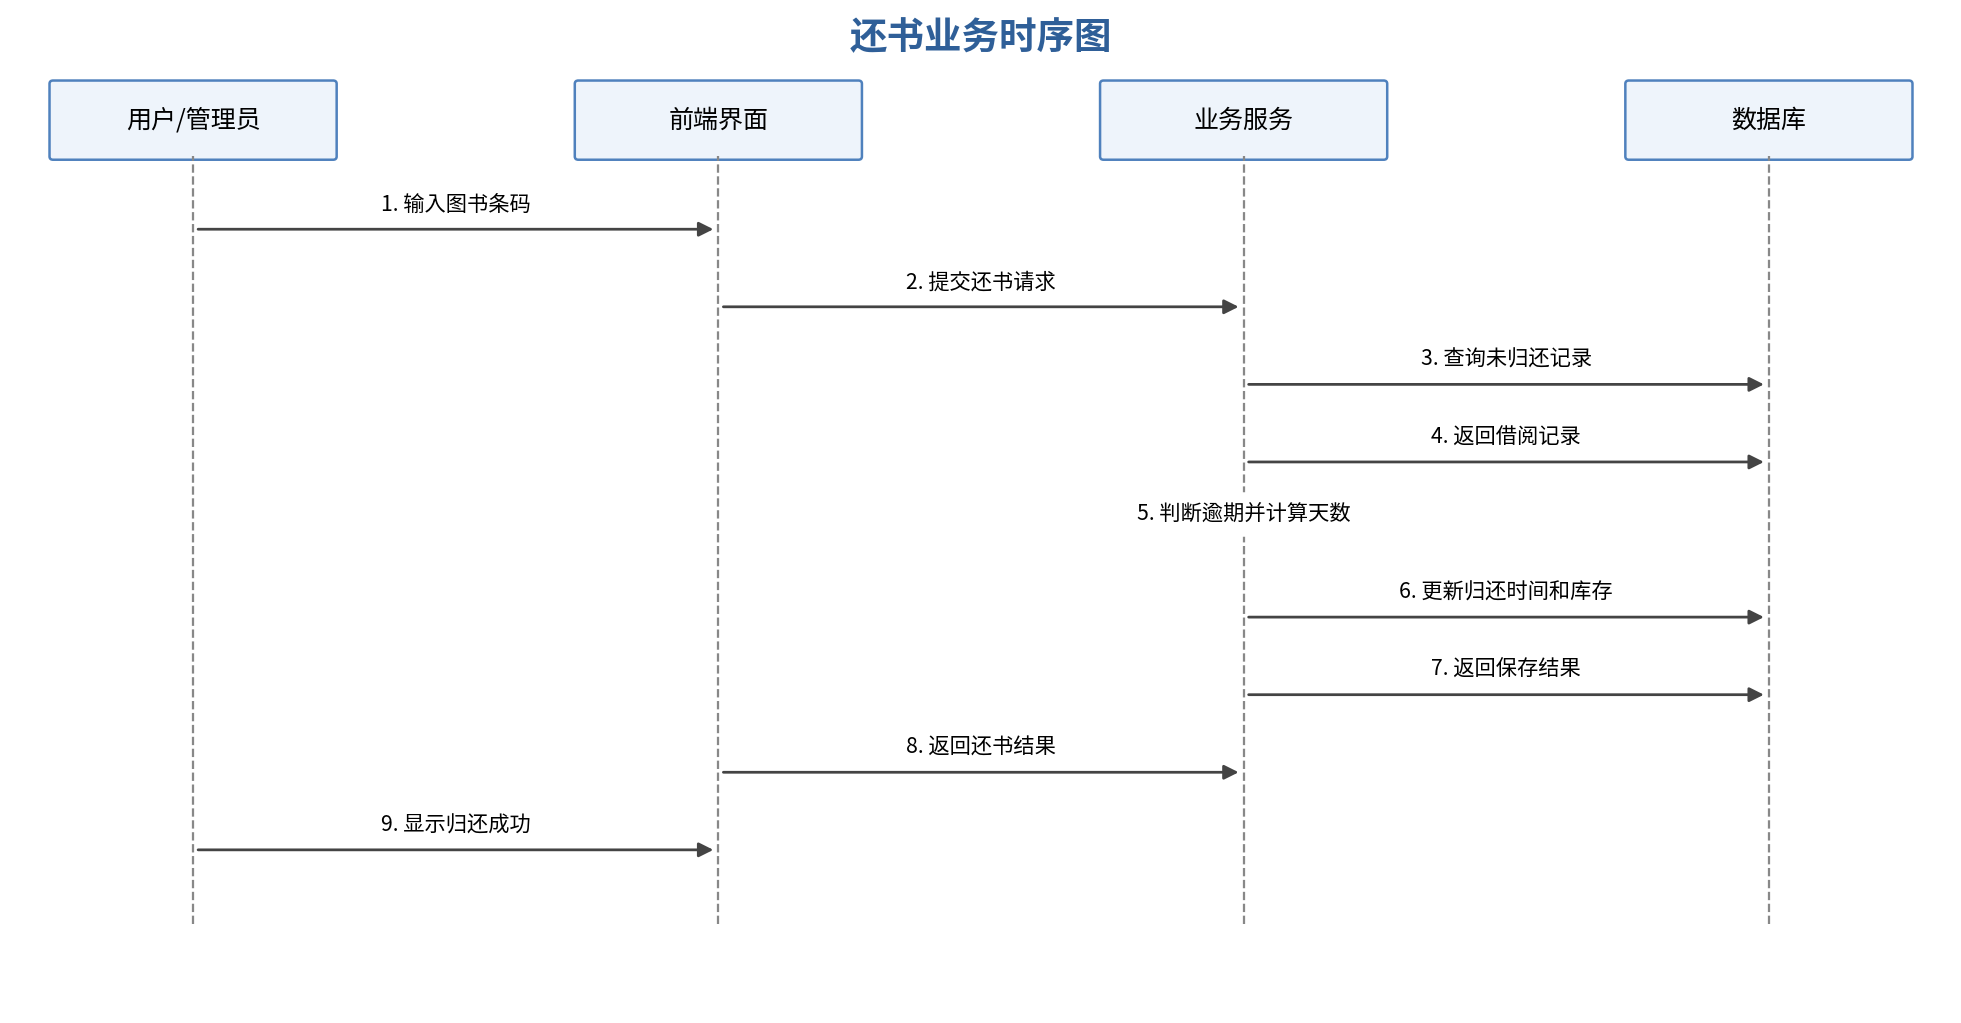 还书业务时序图
用户/管理员
前端界面
业务服务
数据库
1. 输入图书条码
2. 提交还书请求
3. 查询未归还记录
4. 返回借阅记录
5. 判断逾期并计算天数
6. 更新归还时间和库存
7. 返回保存结果
8. 返回还书结果
9. 显示归还成功